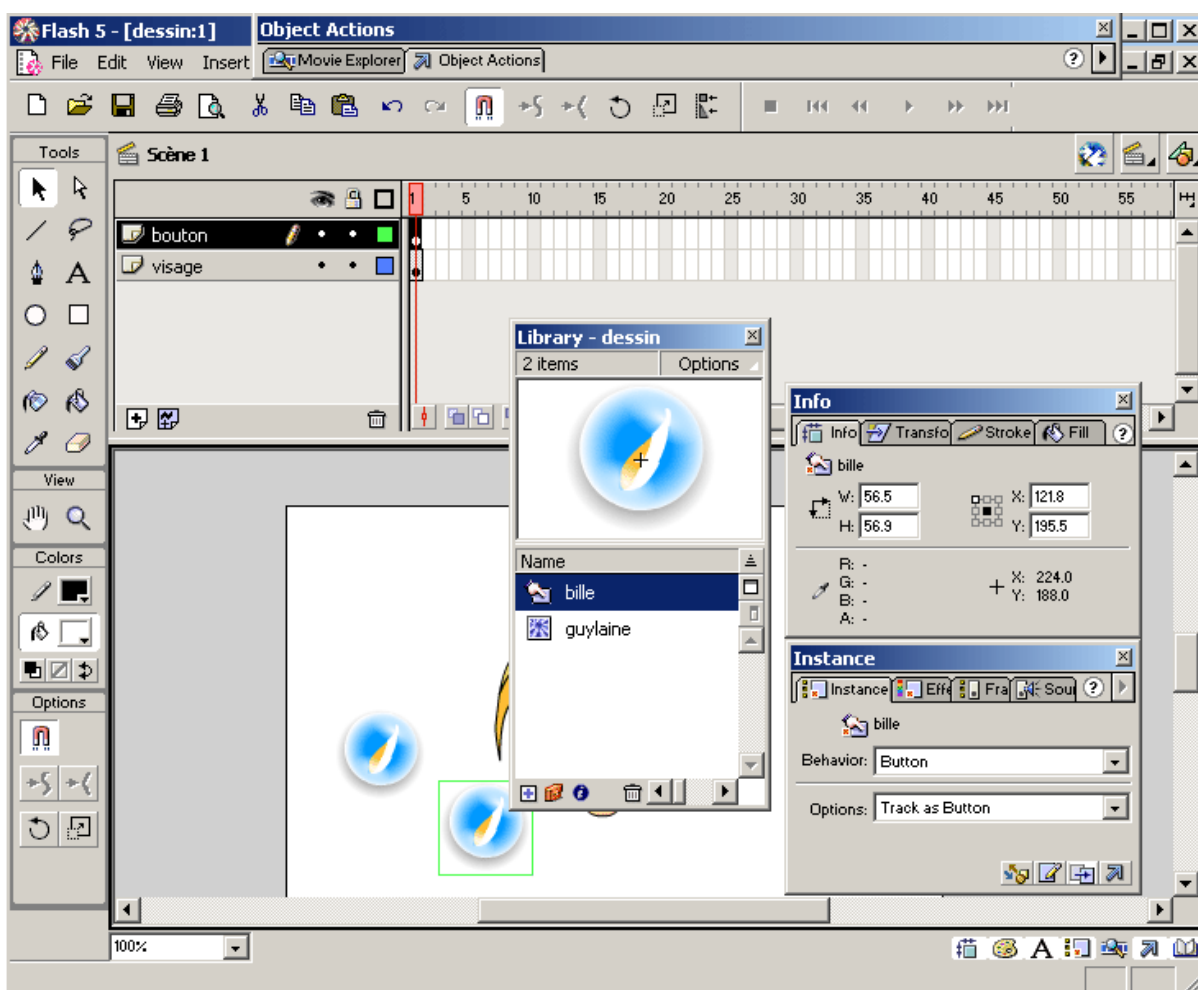 Flash 5 - [dessin:1]
Object Actions
File Edit View Insert
Movie Explorer
Object Actions
?
Tools
Scène 1
1 5 10 15 20 25 30 35 40 45 50 55
bouton
visage
A
View
Colors
Options
Library - dessin
2 items
Options
Name
bille
guylaine
Info
Info
Transfo
Stroke
Fill
?
bille
W: 56.5
X: 121.8
H: 56.9
Y: 195.5
R: -
G: -
B: -
A: -
X: 224.0
Y: 188.0
Instance
Instance
Effe
Fra
Sou
?
bille
Behavior: Button
Options: Track as Button
100%
A